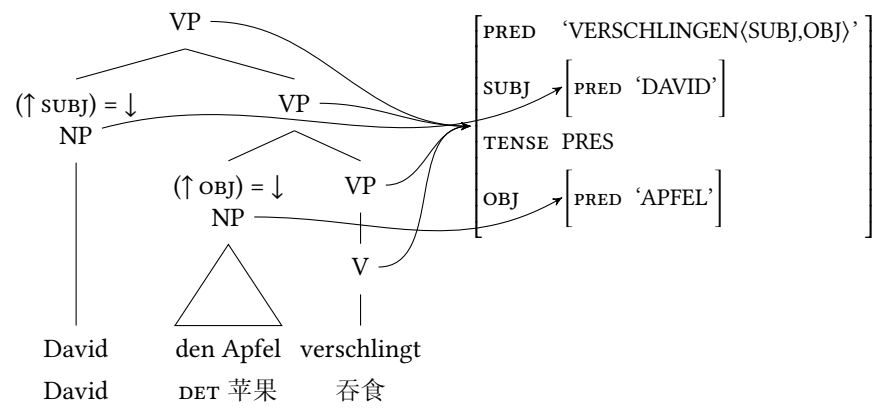 VP
PRED ‘VERSCHLINGEN⟨SUBJ,OBJ⟩’
(↑ SUBJ) = ↓
NP
VP
SUBJ [PRED ‘DAVID’]
TENSE PRES
(↑ OBJ) = ↓
NP
VP
OBJ [PRED ‘APFEL’]
V
David den Apfel verschlingt
David DET 苹果 吞食